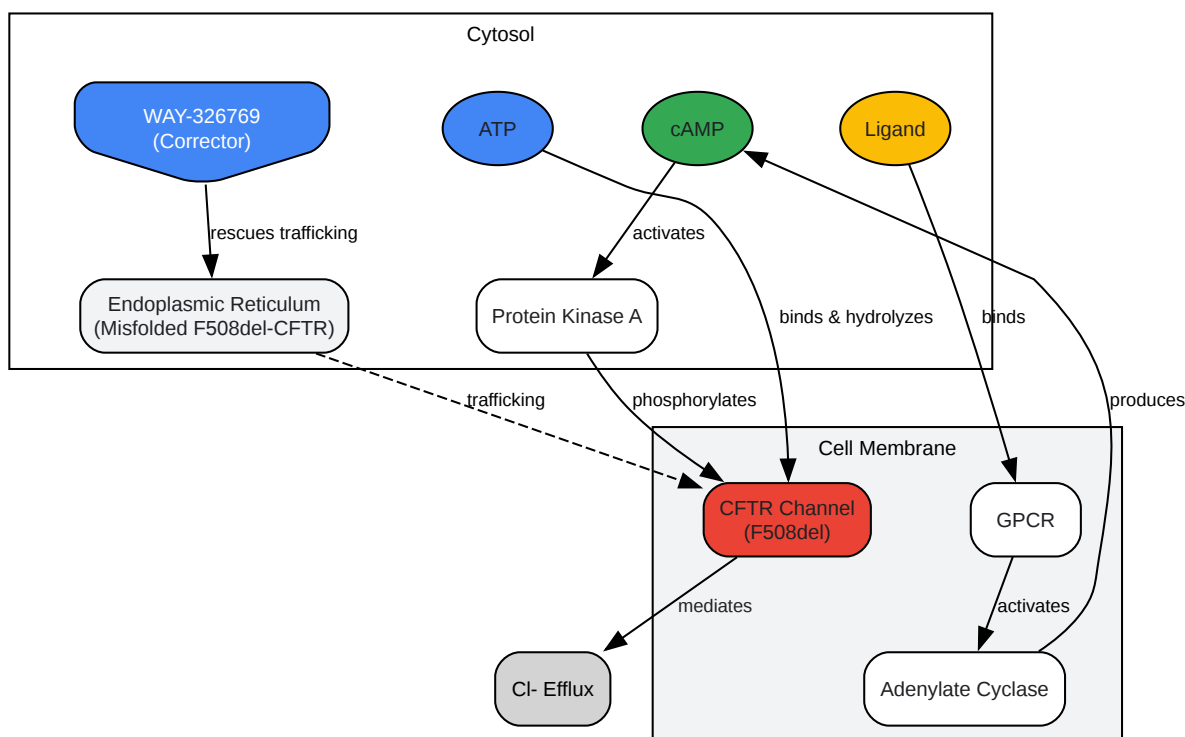 Cytosol
WAY-326769
(Corrector)
ATP
cAMP
Ligand
rescues trafficking
activates
Endoplasmic Reticulum
(Misfolded F508del-CFTR)
Protein Kinase A
binds & hydrolyzes
binds
trafficking
phosphorylates
produces
Cell Membrane
CFTR Channel
(F508del)
GPCR
mediates
activates
Cl- Efflux
Adenylate Cyclase